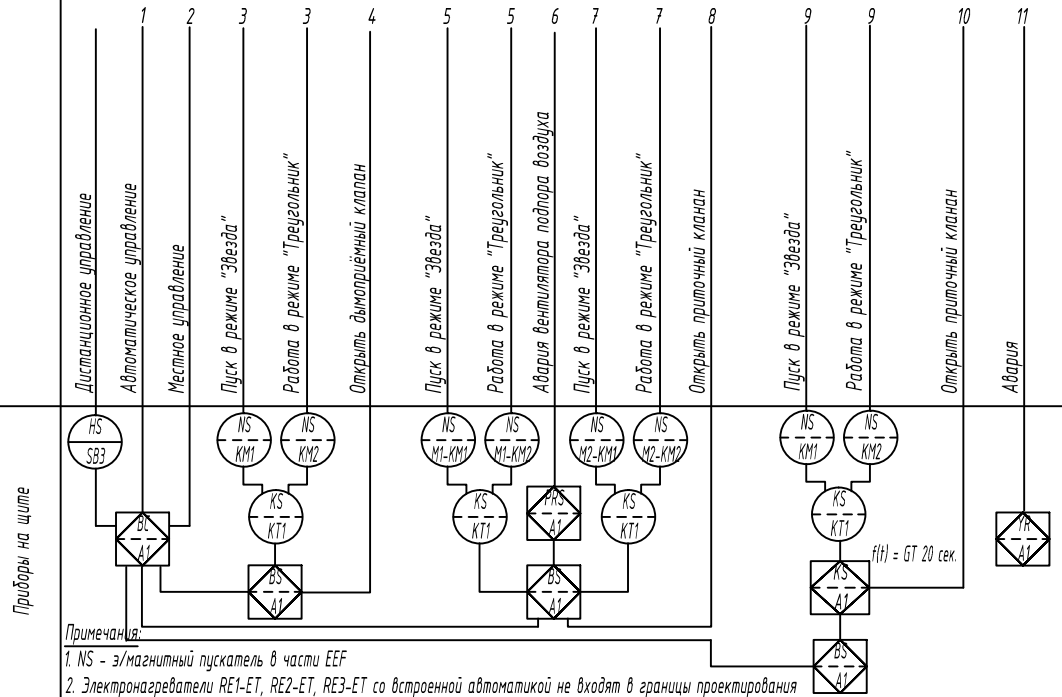 1 2 3 3 4 5 5 6 7 7 8 9 9 10 11
Дистанционное управление
Автоматическое управление
Местное управление
Пуск в режиме "Звезда"
Работа в режиме "Треугольник"
Открыть дымоприёмный клапан
Пуск в режиме "Звезда"
Работа в режиме "Треугольник"
Авария вентилятора подпора воздуха
Пуск в режиме "Звезда"
Работа в режиме "Треугольник"
Открыть приточный кланан
Пуск в режиме "Звезда"
Работа в режиме "Треугольник"
Открыть приточный кланан
Авария
Приборы на щите
HS
SB3
NS
KM1
NS
KM2
NS
M1-KM1
NS
M1-KM2
NS
M2-KM1
NS
M2-KM2
NS
KM1
NS
KM2
KS
KT1
KS
KT1
PRS
A1
KS
KT1
KS
KT1
BC
A1
YR
A1
f(t) = GT 20 сек.
BS
A1
BS
A1
KS
A1
BS
A1
Примечания:
1. NS - э/магнитный пускатель в части EEF
2. Электронагреватели RE1-ET, RE2-ET, RE3-ET со встроенной автоматикой не входят в границы проектирования